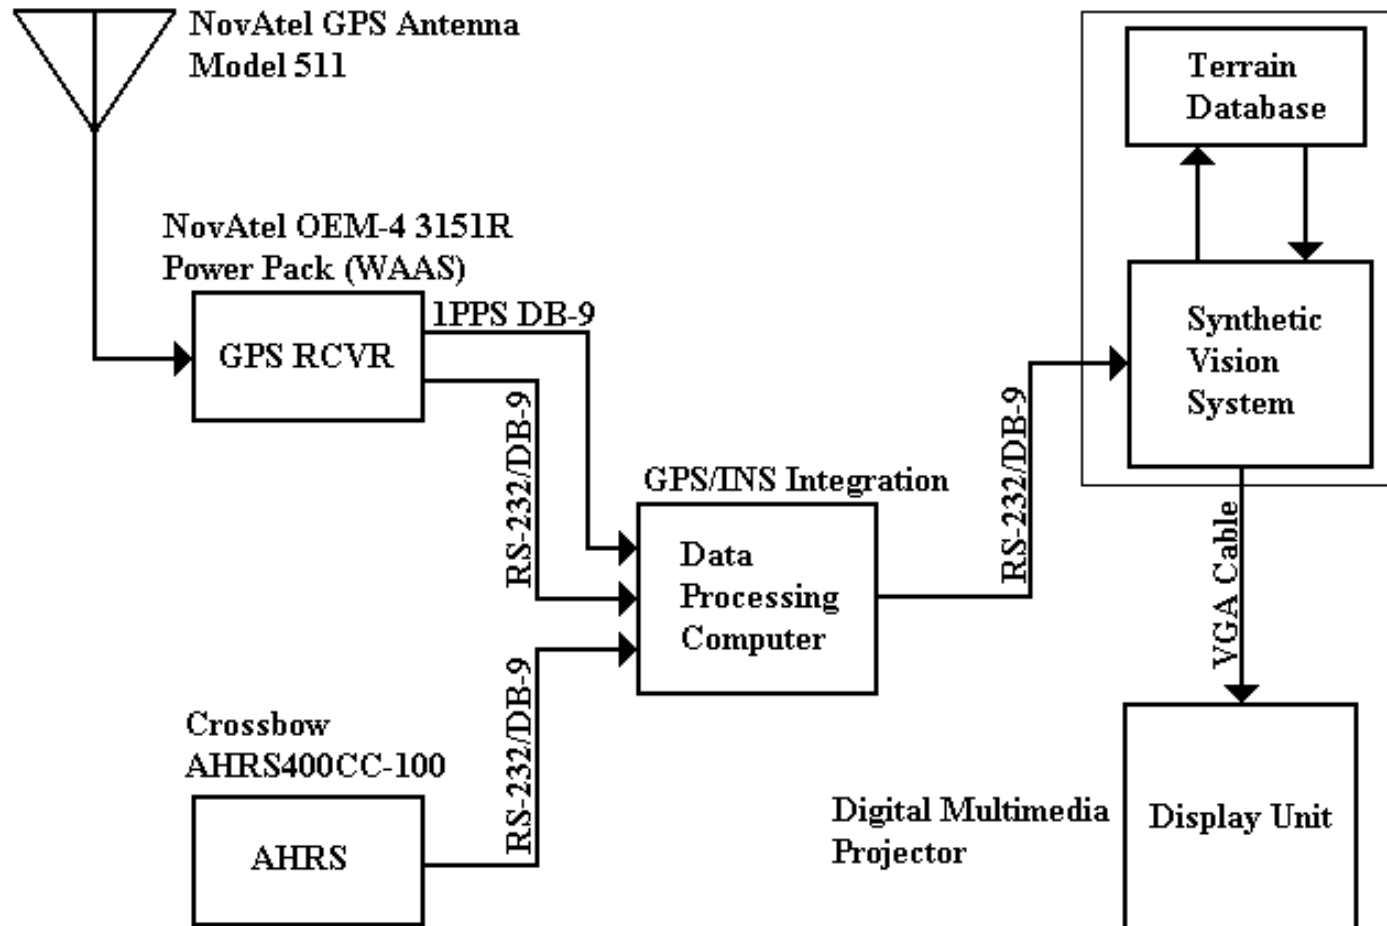 NovAtel GPS Antenna
Model 511
Terrain
Database
NovAtel OEM-4 3151R
Power Pack (WAAS)
1PPS DB-9
GPS RCVR
RS-232/DB-9
Synthetic
Vision
System
RS-232/DB-9
GPS/INS Integration
Data
Processing
Computer
VGA Cable
Crossbow
AHRS400CC-100
RS-232/DB-9
AHRS
Digital Multimedia
Projector
Display Unit